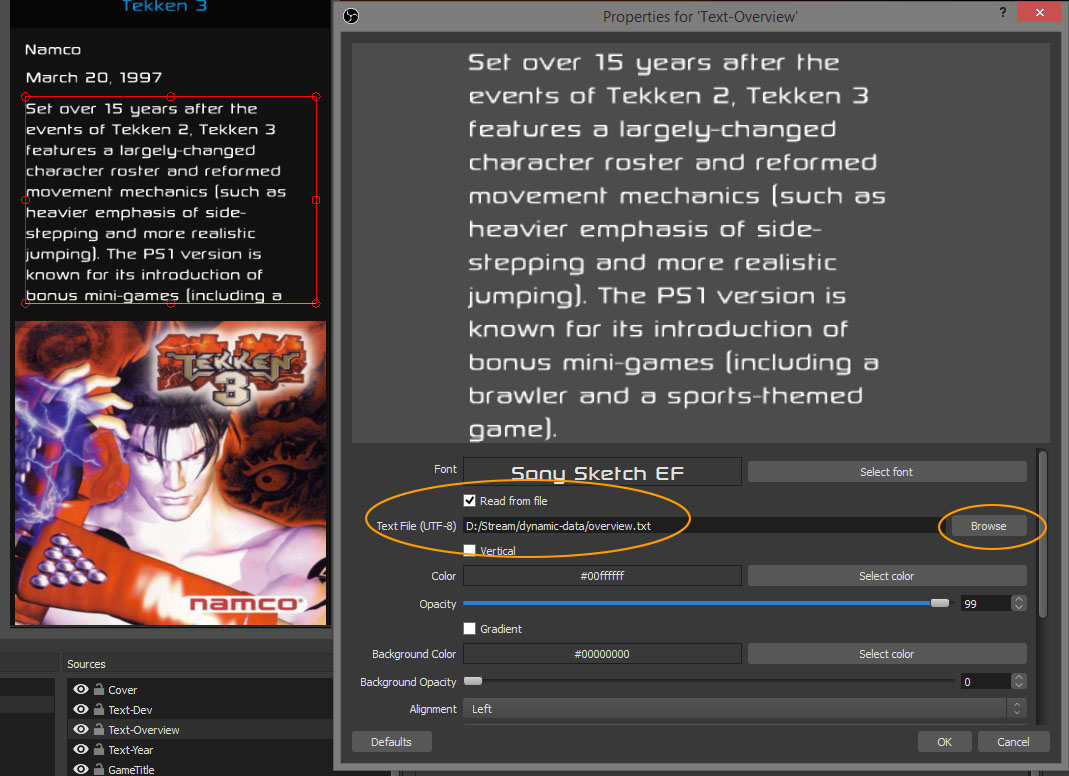 Tekken 3
Namco
March 20, 1997
Set over 15 years after the
events of Tekken 2, Tekken 3
features a largely-changed
character roster and reformed
movement mechanics (such as
heavier emphasis of side-
stepping and more realistic
jumping). The PS1 version is
known for its introduction of
bonus mini-games (including a
TEKKEN
3
namco
Sources
Cover
Text-Dev
Text-Overview
Text-Year
GameTitle
Properties for 'Text-Overview'
?
Set over 15 years after the
events of Tekken 2, Tekken 3
features a largely-changed
character roster and reformed
movement mechanics (such as
heavier emphasis of side-
stepping and more realistic
jumping). The PS1 version is
known for its introduction of
bonus mini-games (including a
brawler and a sports-themed
game).
Font Sony Sketch EF Select font
Read from file
Text File (UTF-8) D:/Stream/dynamic-data/overview.txt Browse
Vertical
Color #00ffffff Select color
Opacity 99
Gradient
Background Color #00000000 Select color
Background Opacity 0
Alignment Left
Defaults OK Cancel